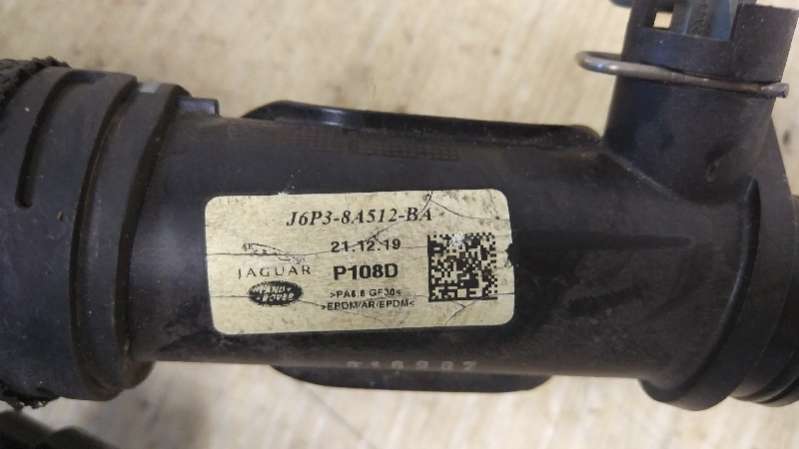 J6P3-8A512-BA
21.12.19
JAGUAR P108D
>PA6.6 GF30<
>EPDM/AR/EPDM<